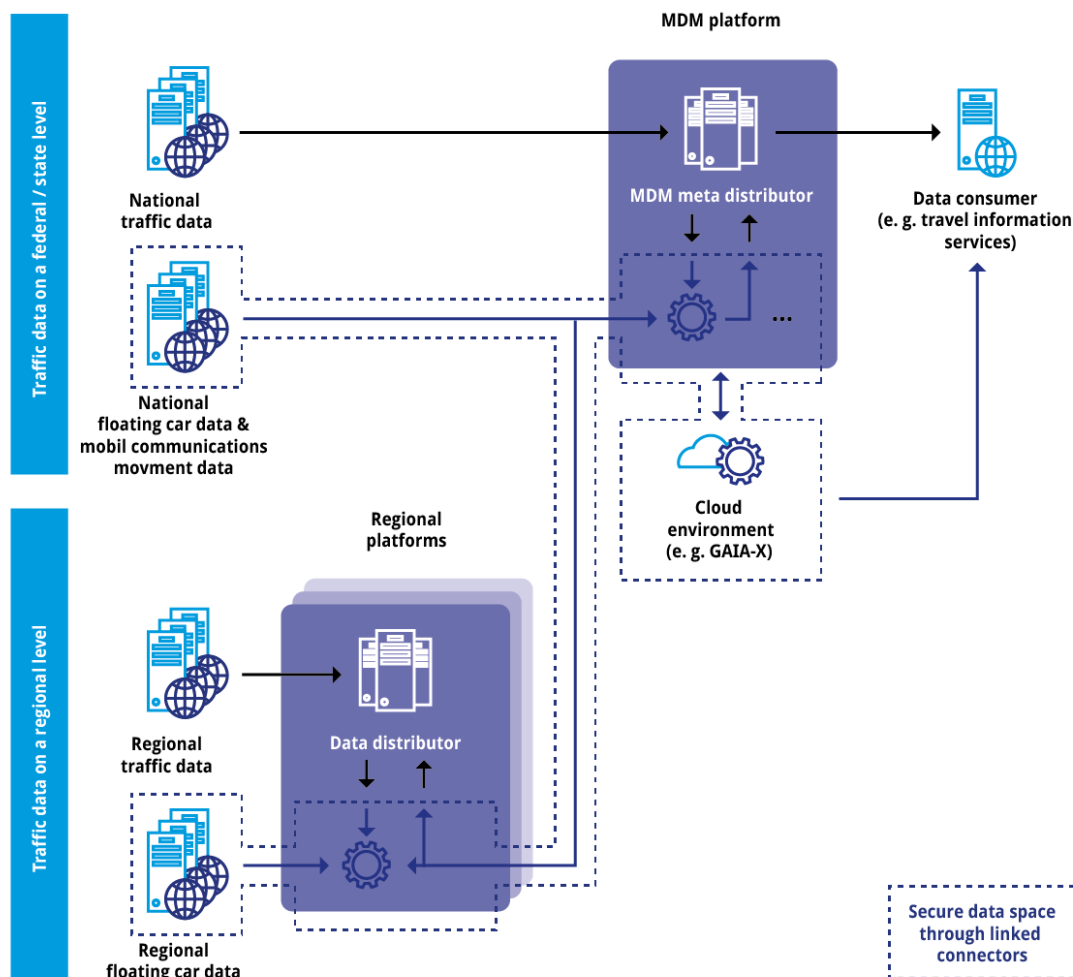 MDM platform
Traffic data on a federal / state level
National
traffic data
MDM meta distributor
Data consumer
(e. g. travel information
services)
...
National
floating car data &
mobil communications
movment data
Cloud
environment
(e. g. GAIA-X)
Traffic data on a regional level
Regional
platforms
Regional
traffic data
Data distributor
Regional
floating car data
Secure data space
through linked
connectors